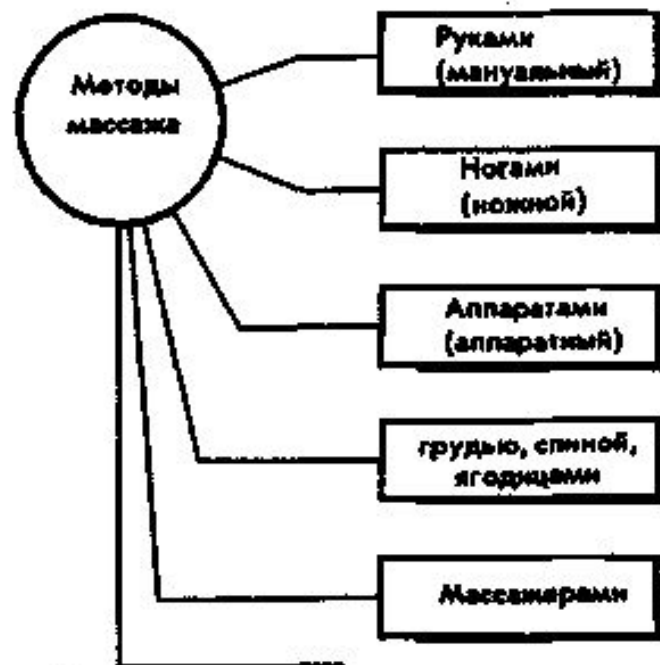 Методы
массажа
Руками
(мануальный)
Ногами
(ножной)
Аппаратами
(аппаратный)
грудью, спиной,
ягодицами
Массажерами